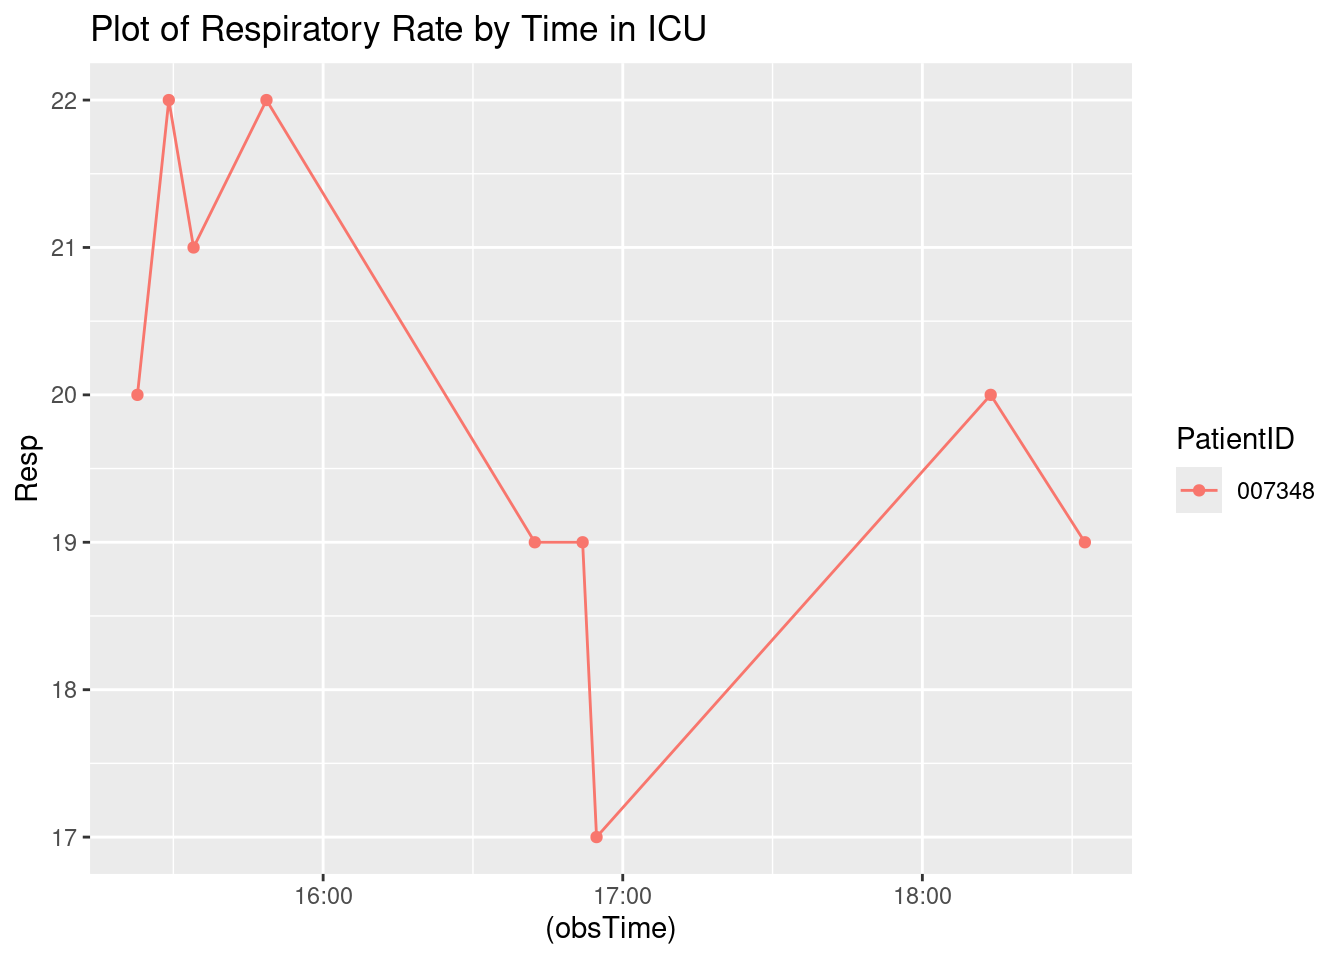 Plot of Respiratory Rate by Time in ICU
22
21
20
19
18
17
Resp
16:00 17:00 18:00
(obsTime)
PatientID
007348